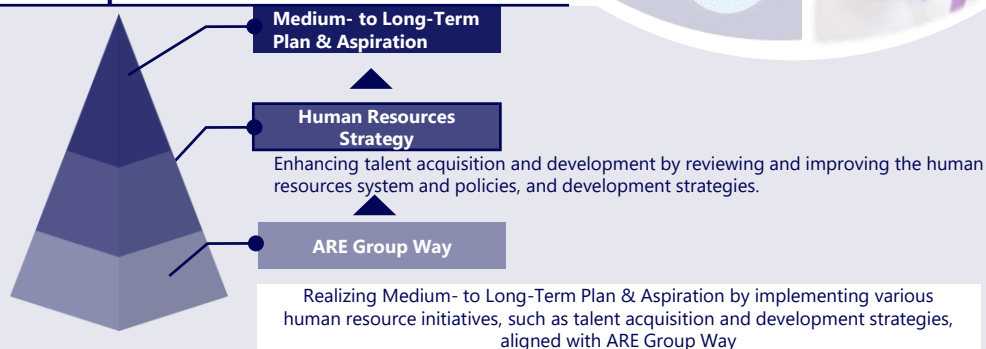 Medium- to Long-Term
Plan & Aspiration
Human Resources
Strategy
Enhancing talent acquisition and development by reviewing and improving the human
resources system and policies, and development strategies.
ARE Group Way
Realizing Medium- to Long-Term Plan & Aspiration by implementing various
human resource initiatives, such as talent acquisition and development strategies,
aligned with ARE Group Way